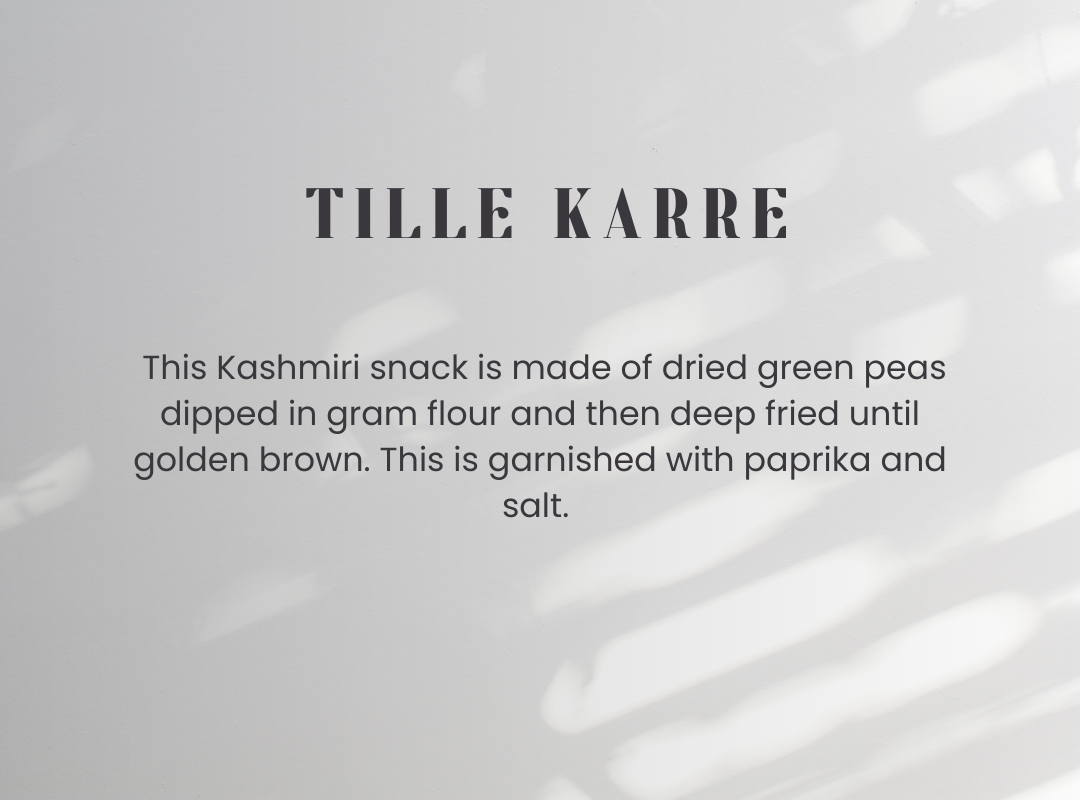 TILLE KARRE
This Kashmiri snack is made of dried green peas
dipped in gram flour and then deep fried until
golden brown. This is garnished with paprika and
salt.